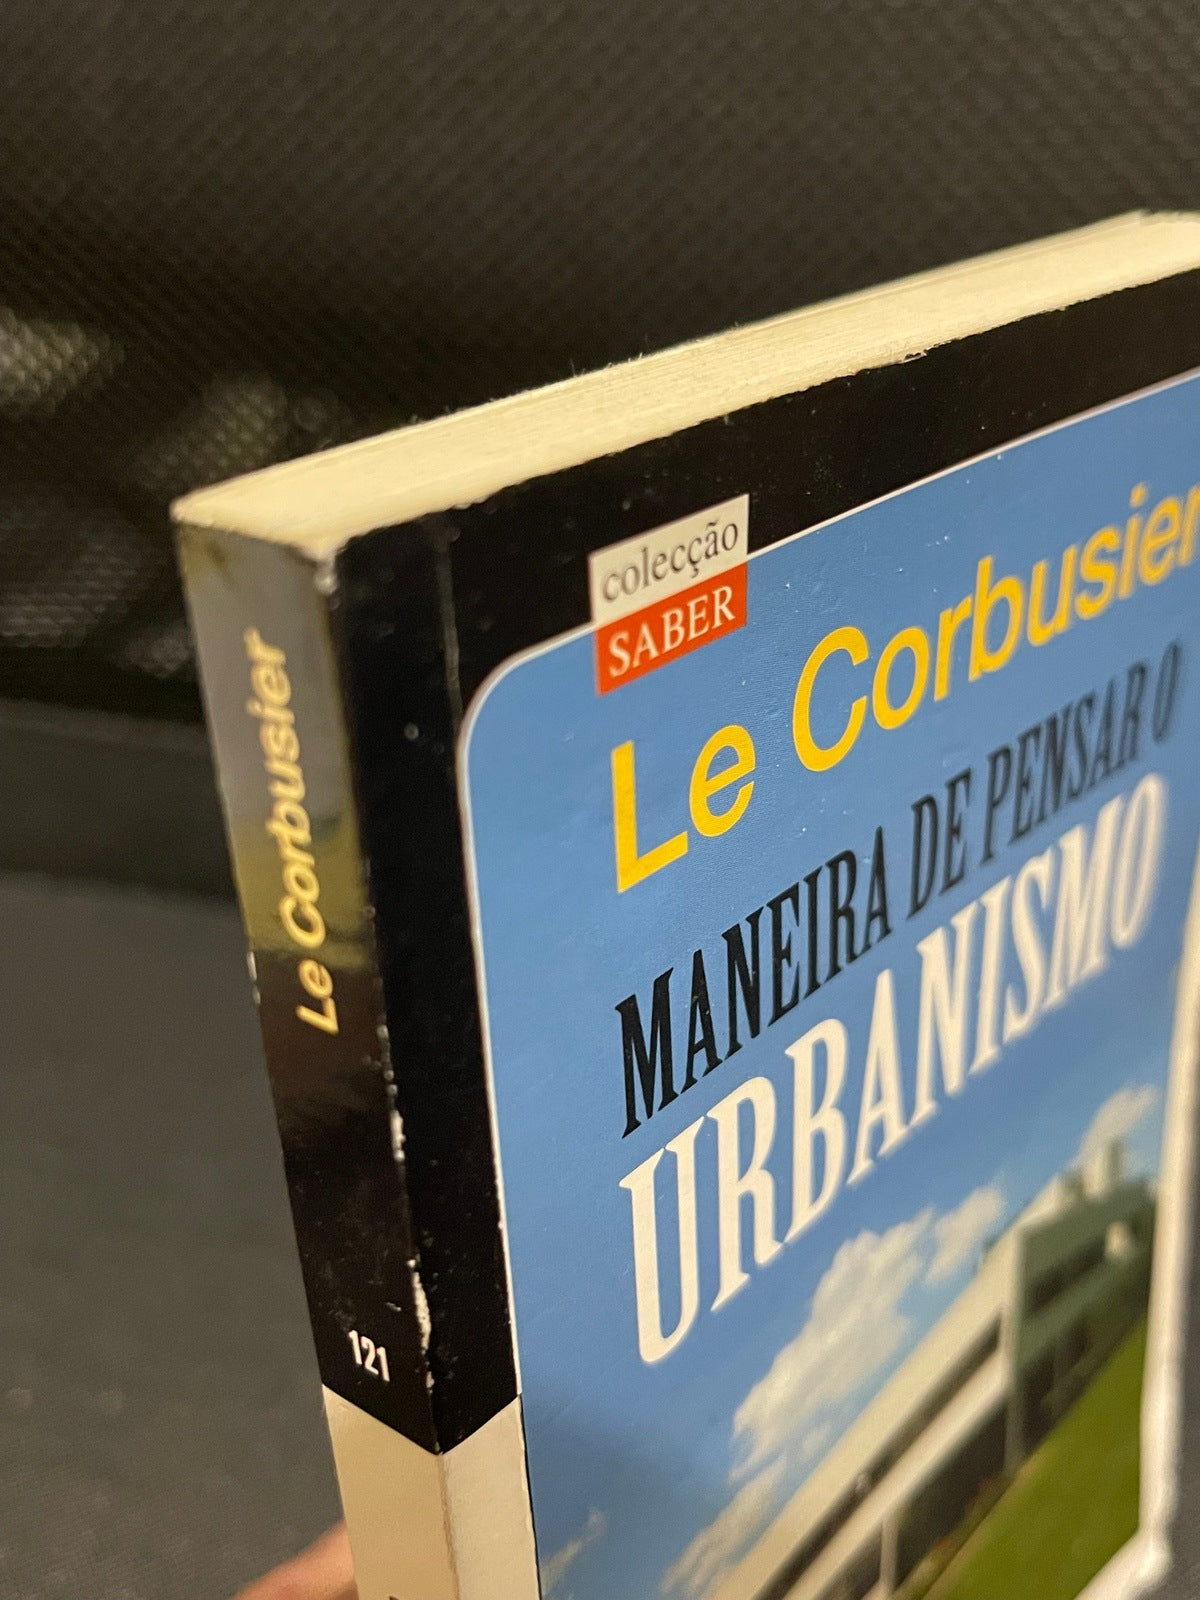 colecção
SABER
Le Corbusier
MANEIRA DE PENSAR O
URBANISMO
Le Corbusier
121